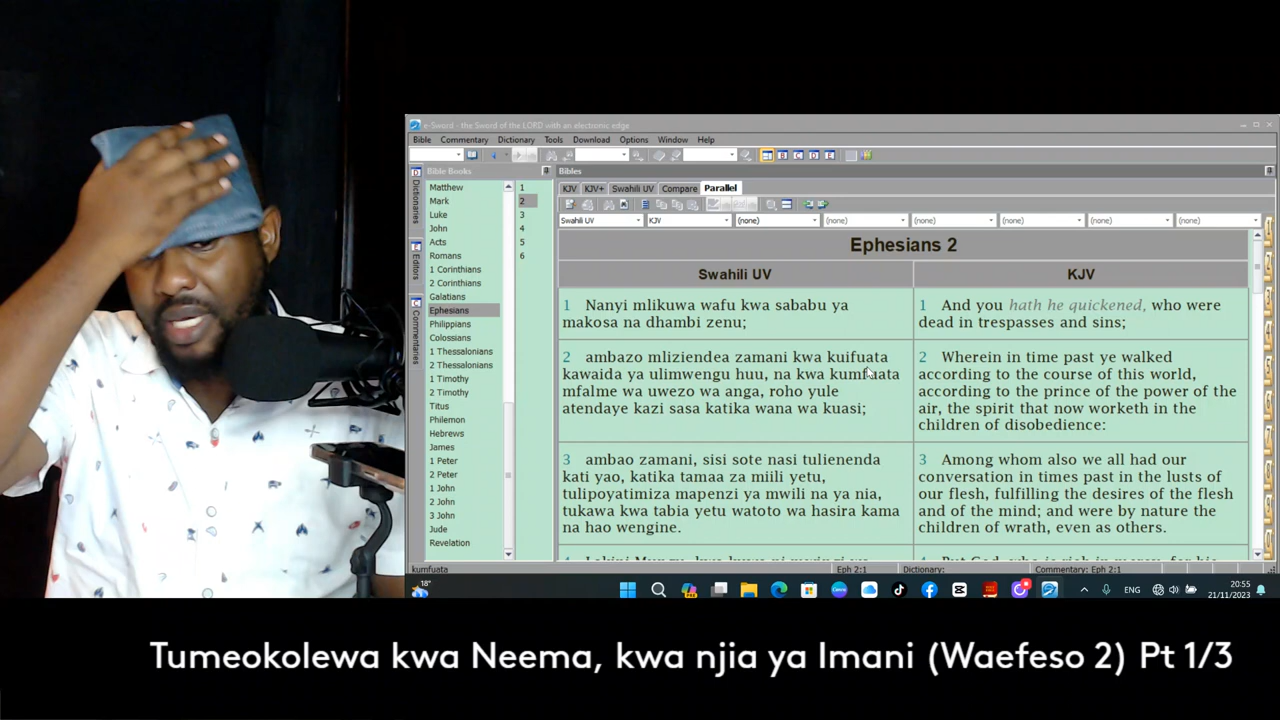 e-Sword - the Sword of the LORD with an electronic edge
Bible Commentary Dictionary Tools Download Options Window Help
Bible Books
Bibles
Dictionaries
Editors
Commentaries
Matthew
Mark
Luke
John
Acts
Romans
1 Corinthians
2 Corinthians
Galatians
Ephesians
Philippians
Colossians
1 Thessalonians
2 Thessalonians
1 Timothy
2 Timothy
Titus
Philemon
Hebrews
James
1 Peter
2 Peter
1 John
2 John
3 John
Jude
Revelation
1
2
3
4
5
6
KJV KJV+ Swahili UV Compare Parallel
Swahili UV KJV (none) (none) (none) (none) (none) (none)
Ephesians 2
Swahili UV
KJV
1 Nanyi mlikuwa wafu kwa sababu ya
makosa na dhambi zenu;
1 And you hath he quickened, who were
dead in trespasses and sins;
2 ambazo mliziendea zamani kwa kuifuata
kawaida ya ulimwengu huu, na kwa kumfuata
mfalme wa uwezo wa anga, roho yule
atendaye kazi sasa katika wana wa kuasi;
2 Wherein in time past ye walked
according to the course of this world,
according to the prince of the power of the
air, the spirit that now worketh in the
children of disobedience:
3 ambao zamani, sisi sote nasi tulienenda
kati yao, katika tamaa za miili yetu,
tulipoyatimiza mapenzi ya mwili na ya nia,
tukawa kwa tabia yetu watoto wa hasira kama
na hao wengine.
3 Among whom also we all had our
conversation in times past in the lusts of
our flesh, fulfilling the desires of the flesh
and of the mind; and were by nature the
children of wrath, even as others.
kumfuata
Eph 2:1
Dictionary:
Commentary: Eph 2:1
18°
ENG
20:55
21/11/2023
Tumeokolewa kwa Neema, kwa njia ya Imani (Waefeso 2) Pt 1/3